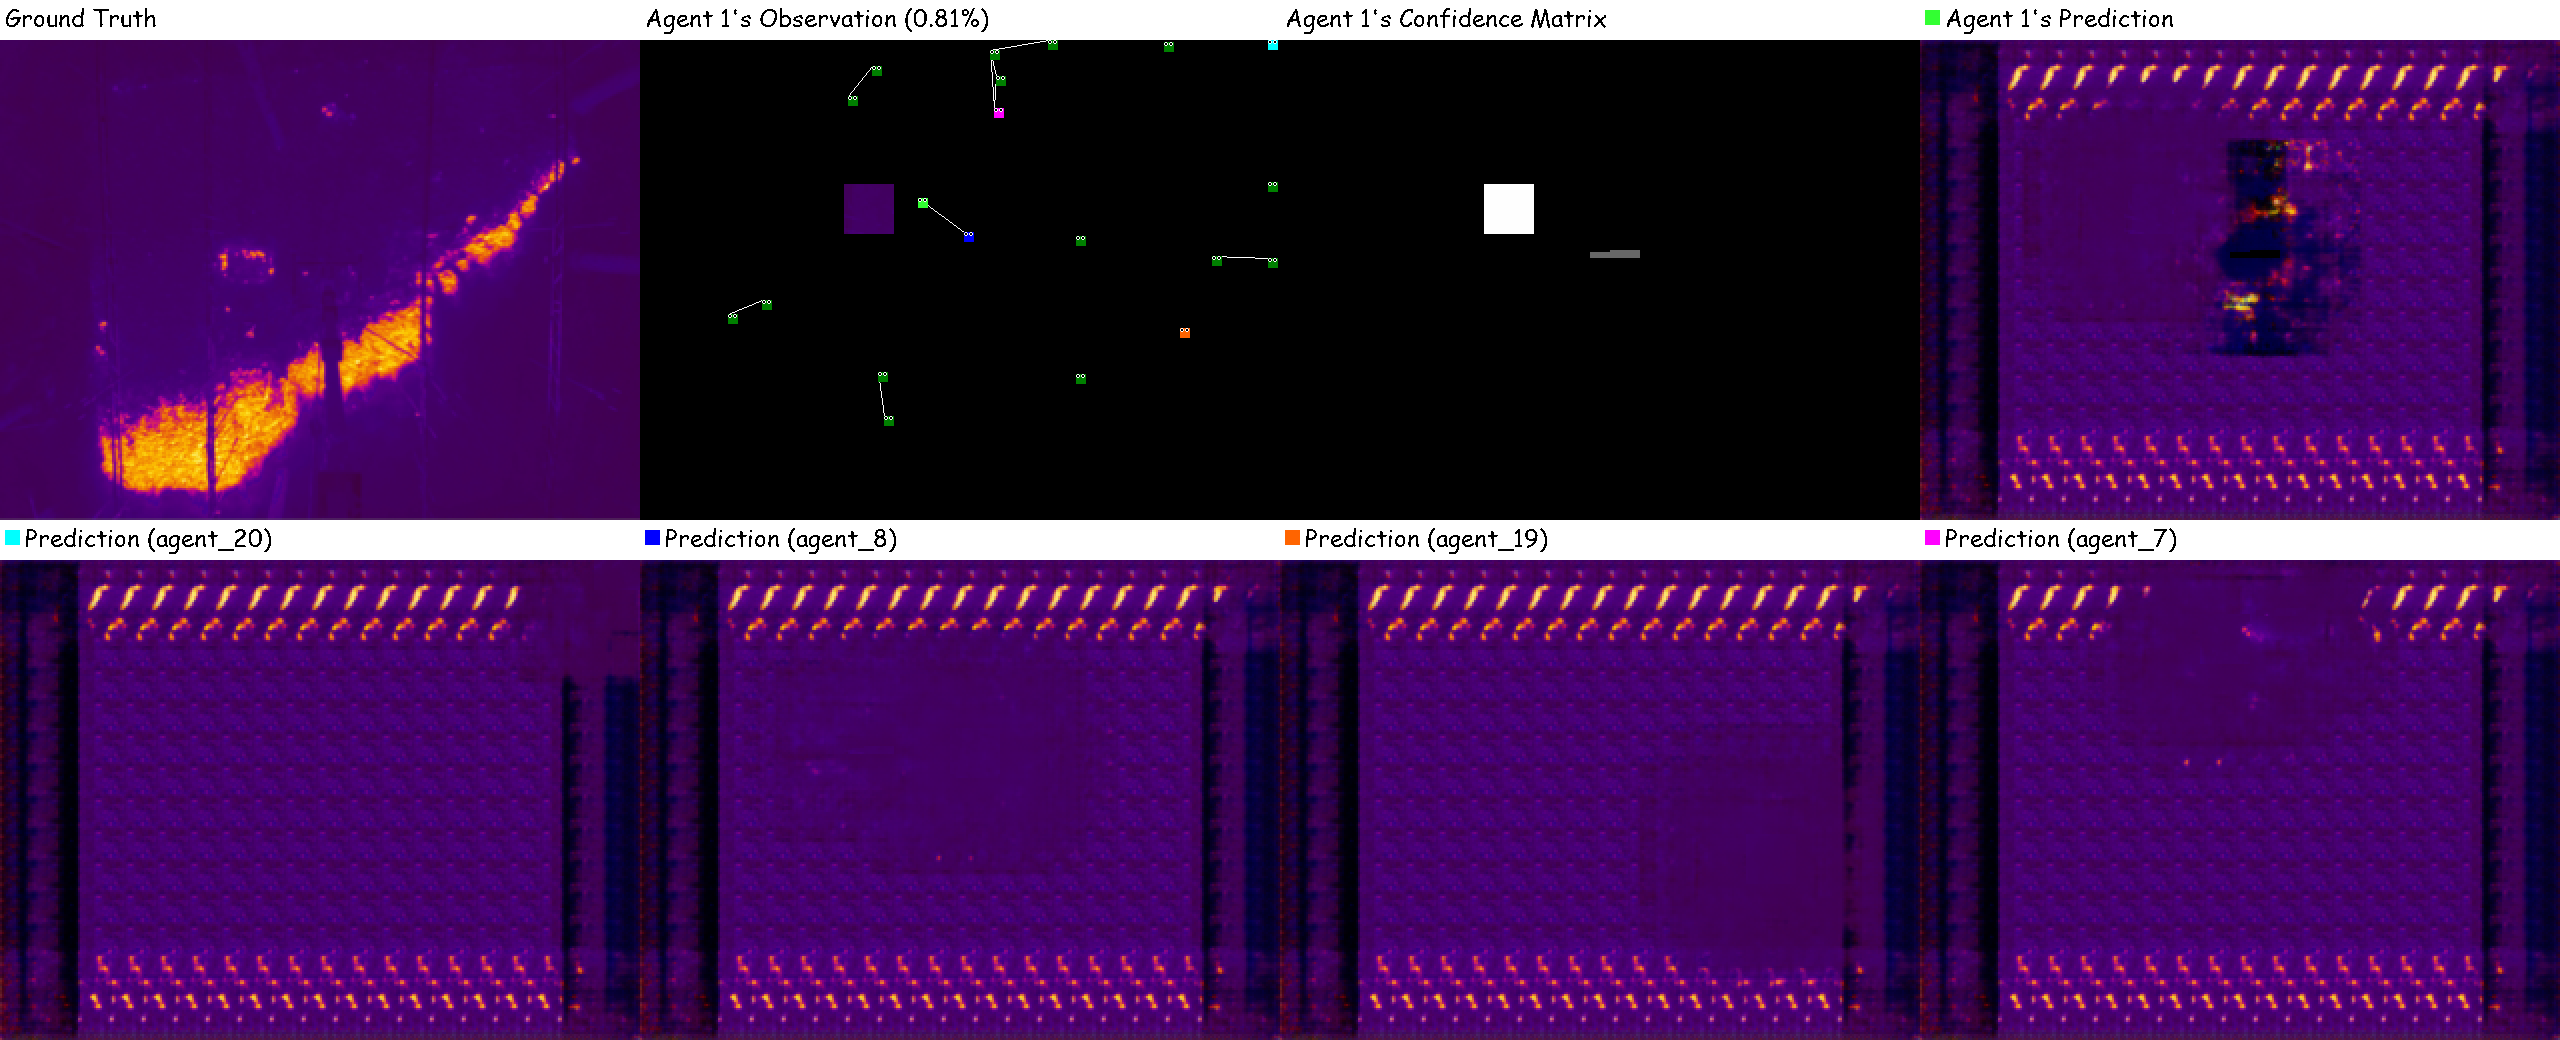 Ground Truth
Agent 1's Observation (0.81%)
Agent 1's Confidence Matrix
Agent 1's Prediction
Prediction (agent_20)
Prediction (agent_8)
Prediction (agent_19)
Prediction (agent_7)